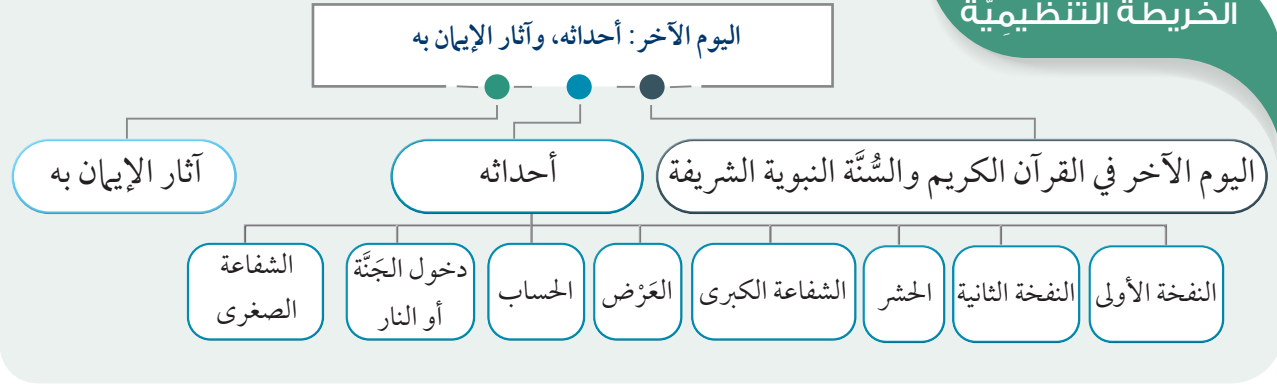 الخريطة التنظيمِيَّة
اليوم الآخر: أحداثه، وآثار الإيمان به
اليوم الآخر في القرآن الكريم والسُّنَّة النبوية الشريفة
أحداثه
آثار الإيمان به
النفخة الأولى
النفخة الثانية
الحشر
الشفاعة الكبرى
العَرْض
الحساب
دخول الجَنَّة
أو النار
الشفاعة
الصغرى